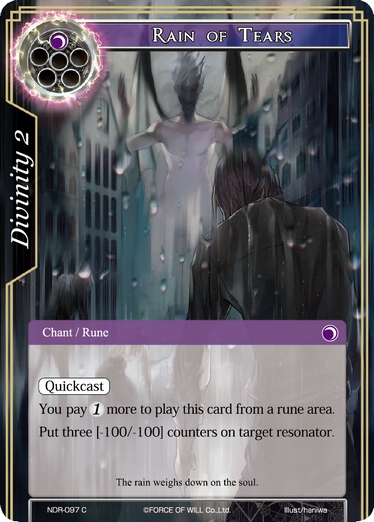 Rain of Tears
Divinity 2
Chant / Rune
Quickcast
You pay 1 more to play this card from a rune area.
Put three [-100/-100] counters on target resonator.
The rain weighs down on the soul.
NDR-097 C ©FORCE OF WILL Co.,Ltd. Illust/haniwa